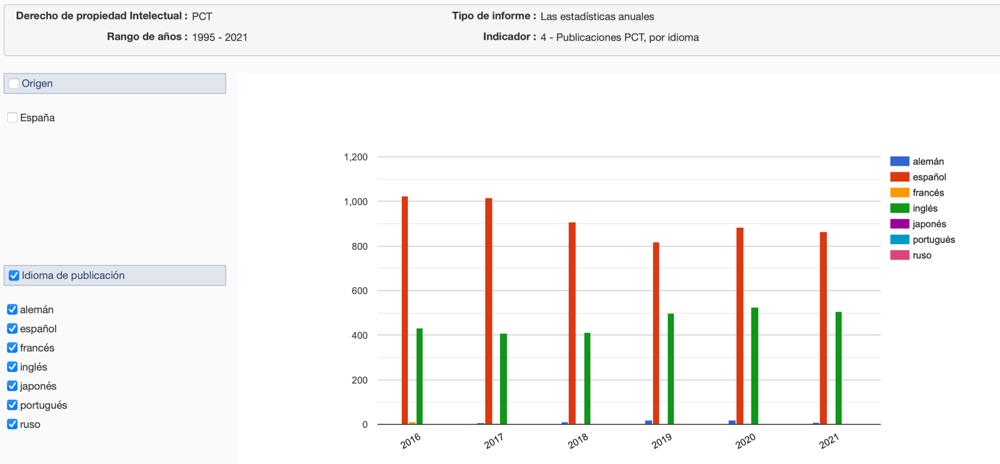 Derecho de propiedad Intelectual : PCT
Tipo de informe : Las estadísticas anuales
Rango de años : 1995 - 2021
Indicador : 4 - Publicaciones PCT, por idioma
Origen
España
Idioma de publicación
alemán
español
francés
inglés
japonés
portugués
ruso
1,200
1,000
800
600
400
200
0
2016
2017
2018
2019
2020
2021
alemán
español
francés
inglés
japonés
portugués
ruso